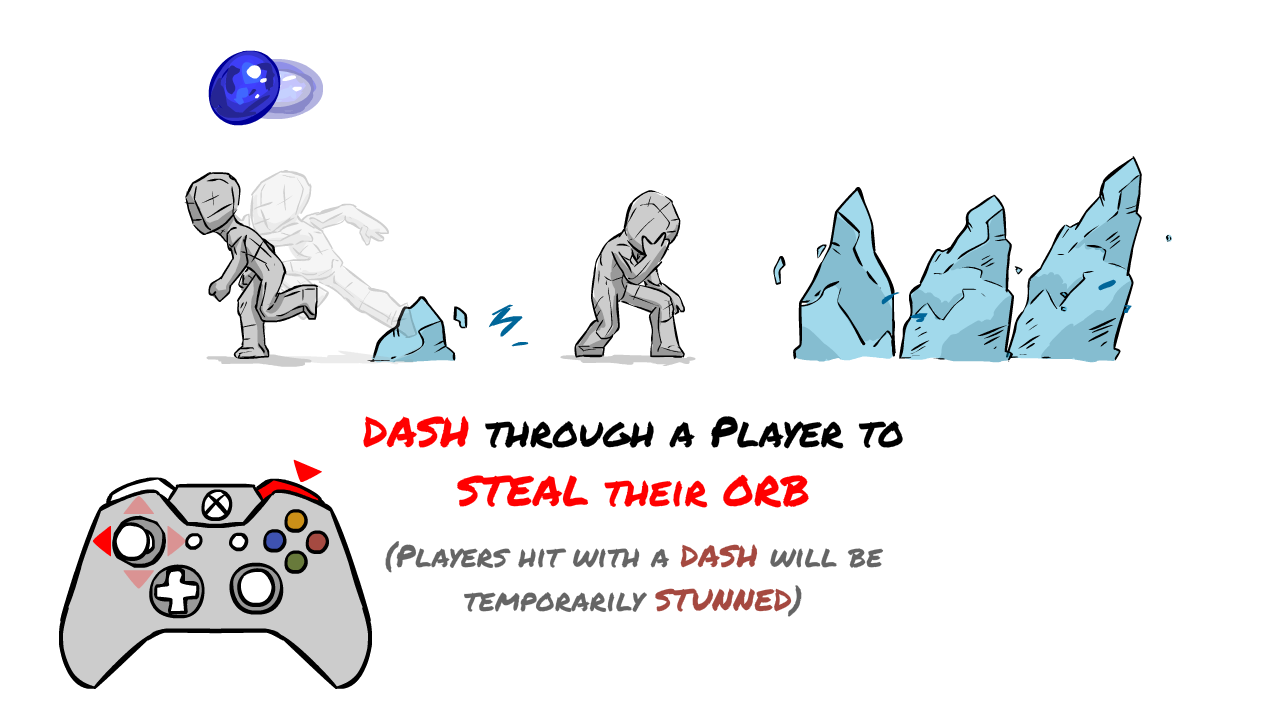 DASH THROUGH A PLAYER TO
STEAL THEIR ORB
(PLAYERS HIT WITH A DASH WILL BE
TEMPORARILY STUNNED)